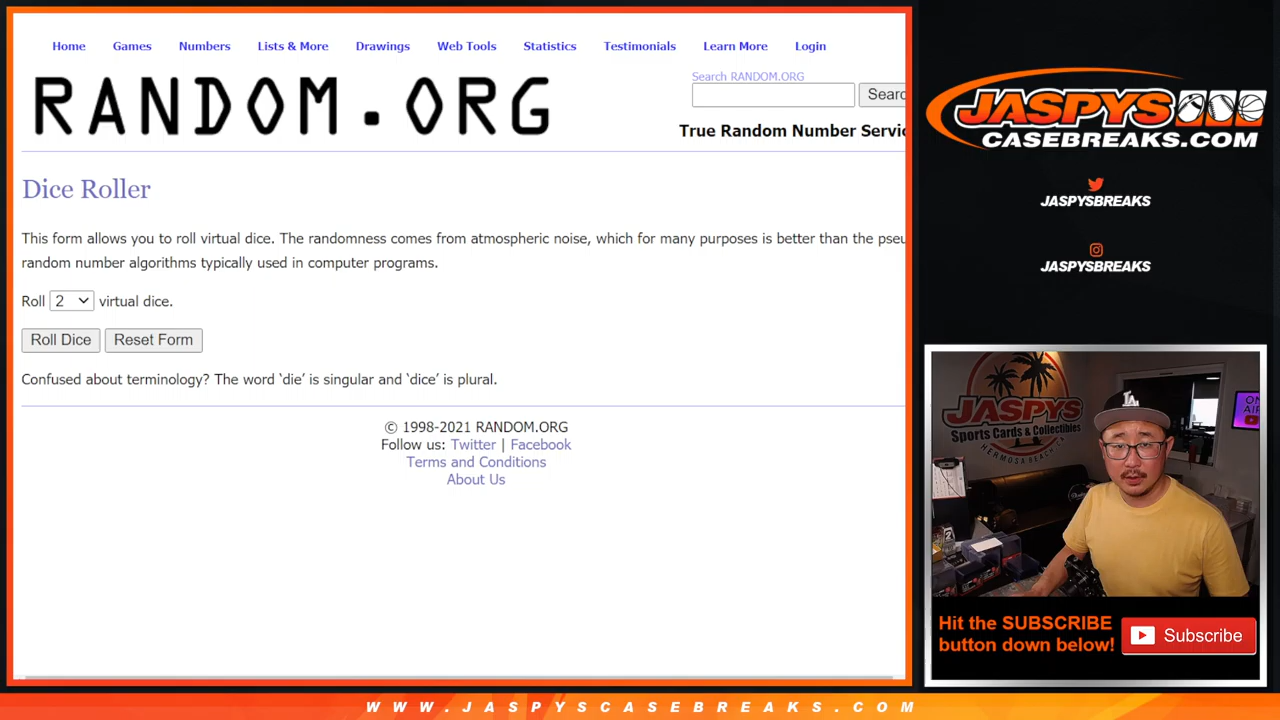 Home Games Numbers Lists & More Drawings Web Tools Statistics Testimonials Learn More Login
RANDOM.ORG
Search RANDOM.ORG
Searc
True Random Number Servic
Dice Roller
This form allows you to roll virtual dice. The randomness comes from atmospheric noise, which for many purposes is better than the pseu
random number algorithms typically used in computer programs.
Roll 2 virtual dice.
Roll Dice Reset Form
Confused about terminology? The word ‘die’ is singular and ‘dice’ is plural.
© 1998-2021 RANDOM.ORG
Follow us: Twitter | Facebook
Terms and Conditions
About Us
JASPYS
CASEBREAKS.COM
JASPYSBREAKS
JASPYSBREAKS
JASPYS
Sports Cards & Collectibles
HERMOSA BEACH CA
LA
Hit the SUBSCRIBE
button down below!
Subscribe
WWW.JASPYSCASEBREAKS.COM